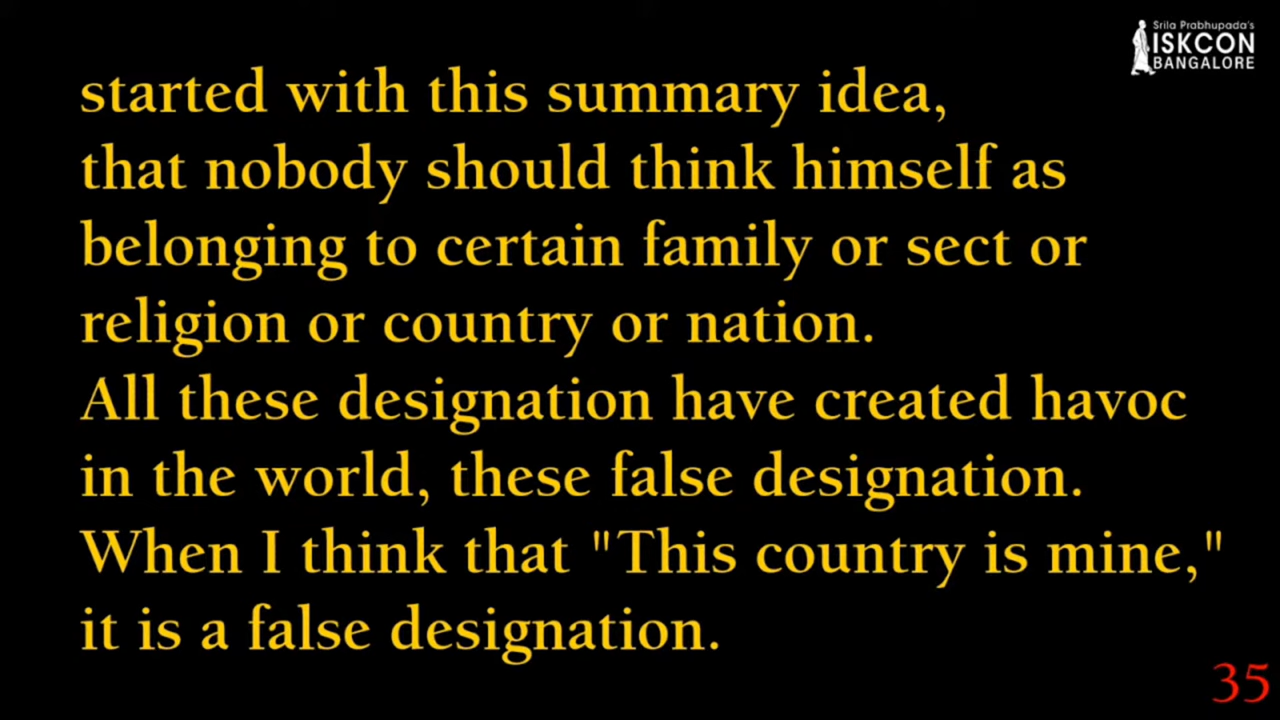 Srila Prabhupada's
ISKCON
BANGALORE
started with this summary idea,
that nobody should think himself as
belonging to certain family or sect or
religion or country or nation.
All these designation have created havoc
in the world, these false designation.
When I think that "This country is mine,"
it is a false designation.
35